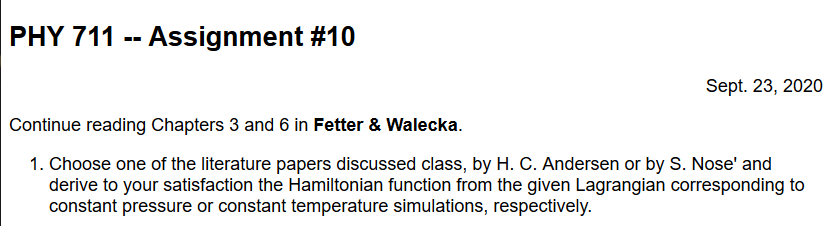 PHY 711 -- Assignment #10
Sept. 23, 2020
Continue reading Chapters 3 and 6 in Fetter & Walecka.
1. Choose one of the literature papers discussed class, by H. C. Andersen or by S. Nose' and
derive to your satisfaction the Hamiltonian function from the given Lagrangian corresponding to
constant pressure or constant temperature simulations, respectively.